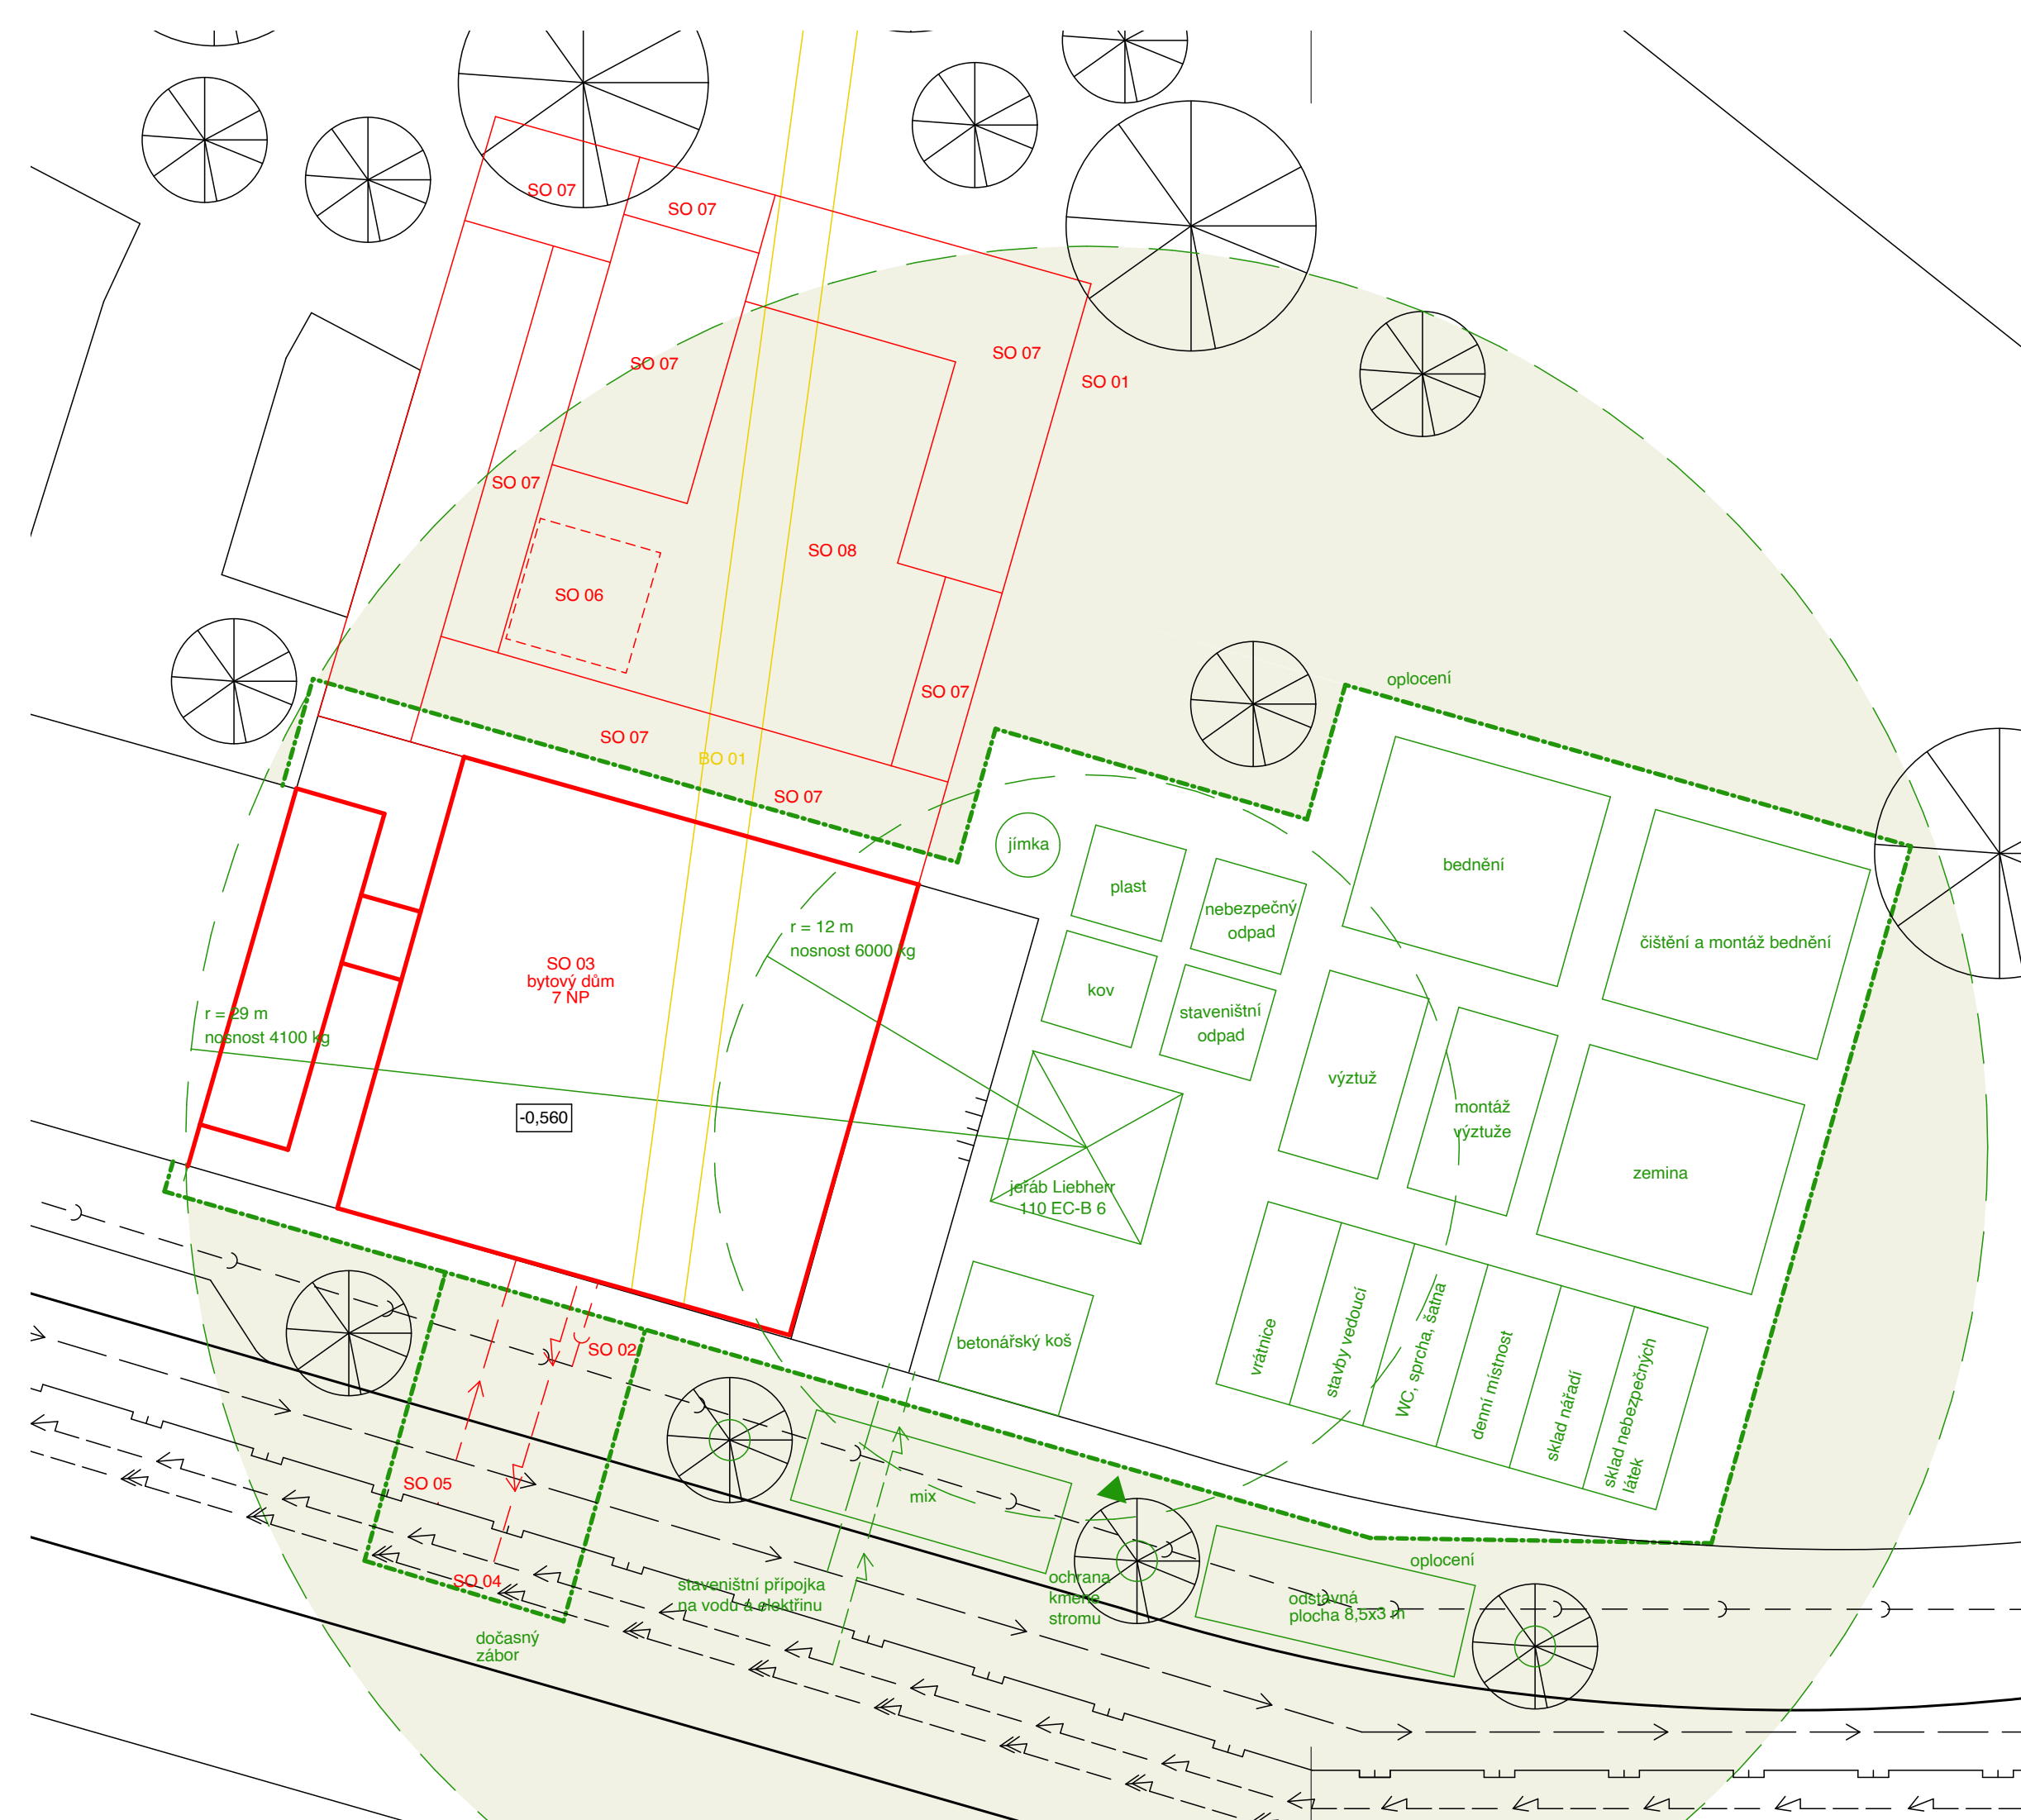 SO 07
SO 07
SO 07
SO 07
SO 01
SO 07
SO 08
SO 06
SO 07
SO 07
BO 01
SO 07
oplocení
jímka
plast
nebezpečný
odpad
bednění
čištění a montáž bednění
r = 12 m
nosnost 6000 kg
SO 03
bytový dům
7 NP
kov
staveništní
odpad
r = 29 m
nosnost 4100 kg
výztuž
montáž
výztuže
-0,560
zemina
jeřáb Liebherr
110 EC-B 6
betonářský koš
vrátnice
stavby vedoucí
WC, sprcha, šatna
denní místnost
sklad nářadí
sklad nebezpečných
látek
SO 02
SO 05
mix
SO 04
staveništní přípojka
na vodu a elektřinu
ochrana
kmene
stromu
oplocení
odstavná
plocha 8,5x3 m
dočasný
zábor